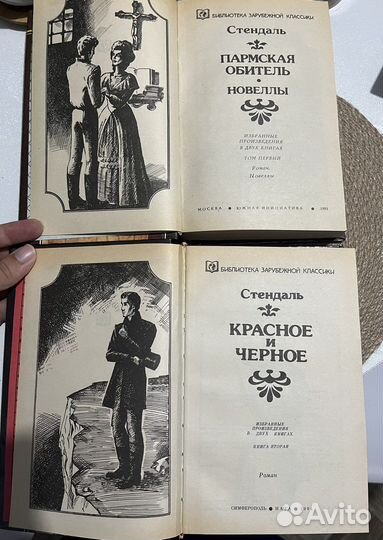 БИБЛИОТЕКА ЗАРУБЕЖНОЙ КЛАССИКИ
Стендаль
ПАРМСКАЯ
ОБИТЕЛЬ
•
НОВЕЛЛЫ
ИЗБРАННЫЕ
ПРОИЗВЕДЕНИЯ
В ДВУХ КНИГАХ
ТОМ ПЕРВЫЙ
Роман.
Новеллы
МОСКВА • ЮЖНАЯ ИНИЦИАТИВА • 1991
БИБЛИОТЕКА ЗАРУБЕЖНОЙ КЛАССИКИ
Стендаль
КРАСНОЕ
И
ЧЕРНОЕ
ИЗБРАННЫЕ
ПРОИЗВЕДЕНИЯ
В ДВУХ КНИГАХ.
КНИГА ВТОРАЯ
Роман
СИМФЕРОПОЛЬ
Avito